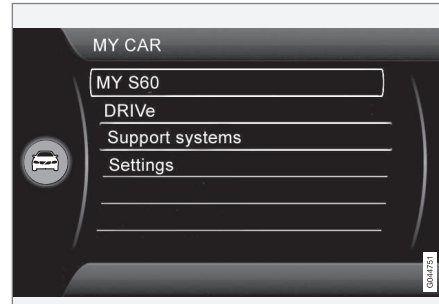 MY CAR
MY S60
DRIVe
Support systems
Settings
G044751